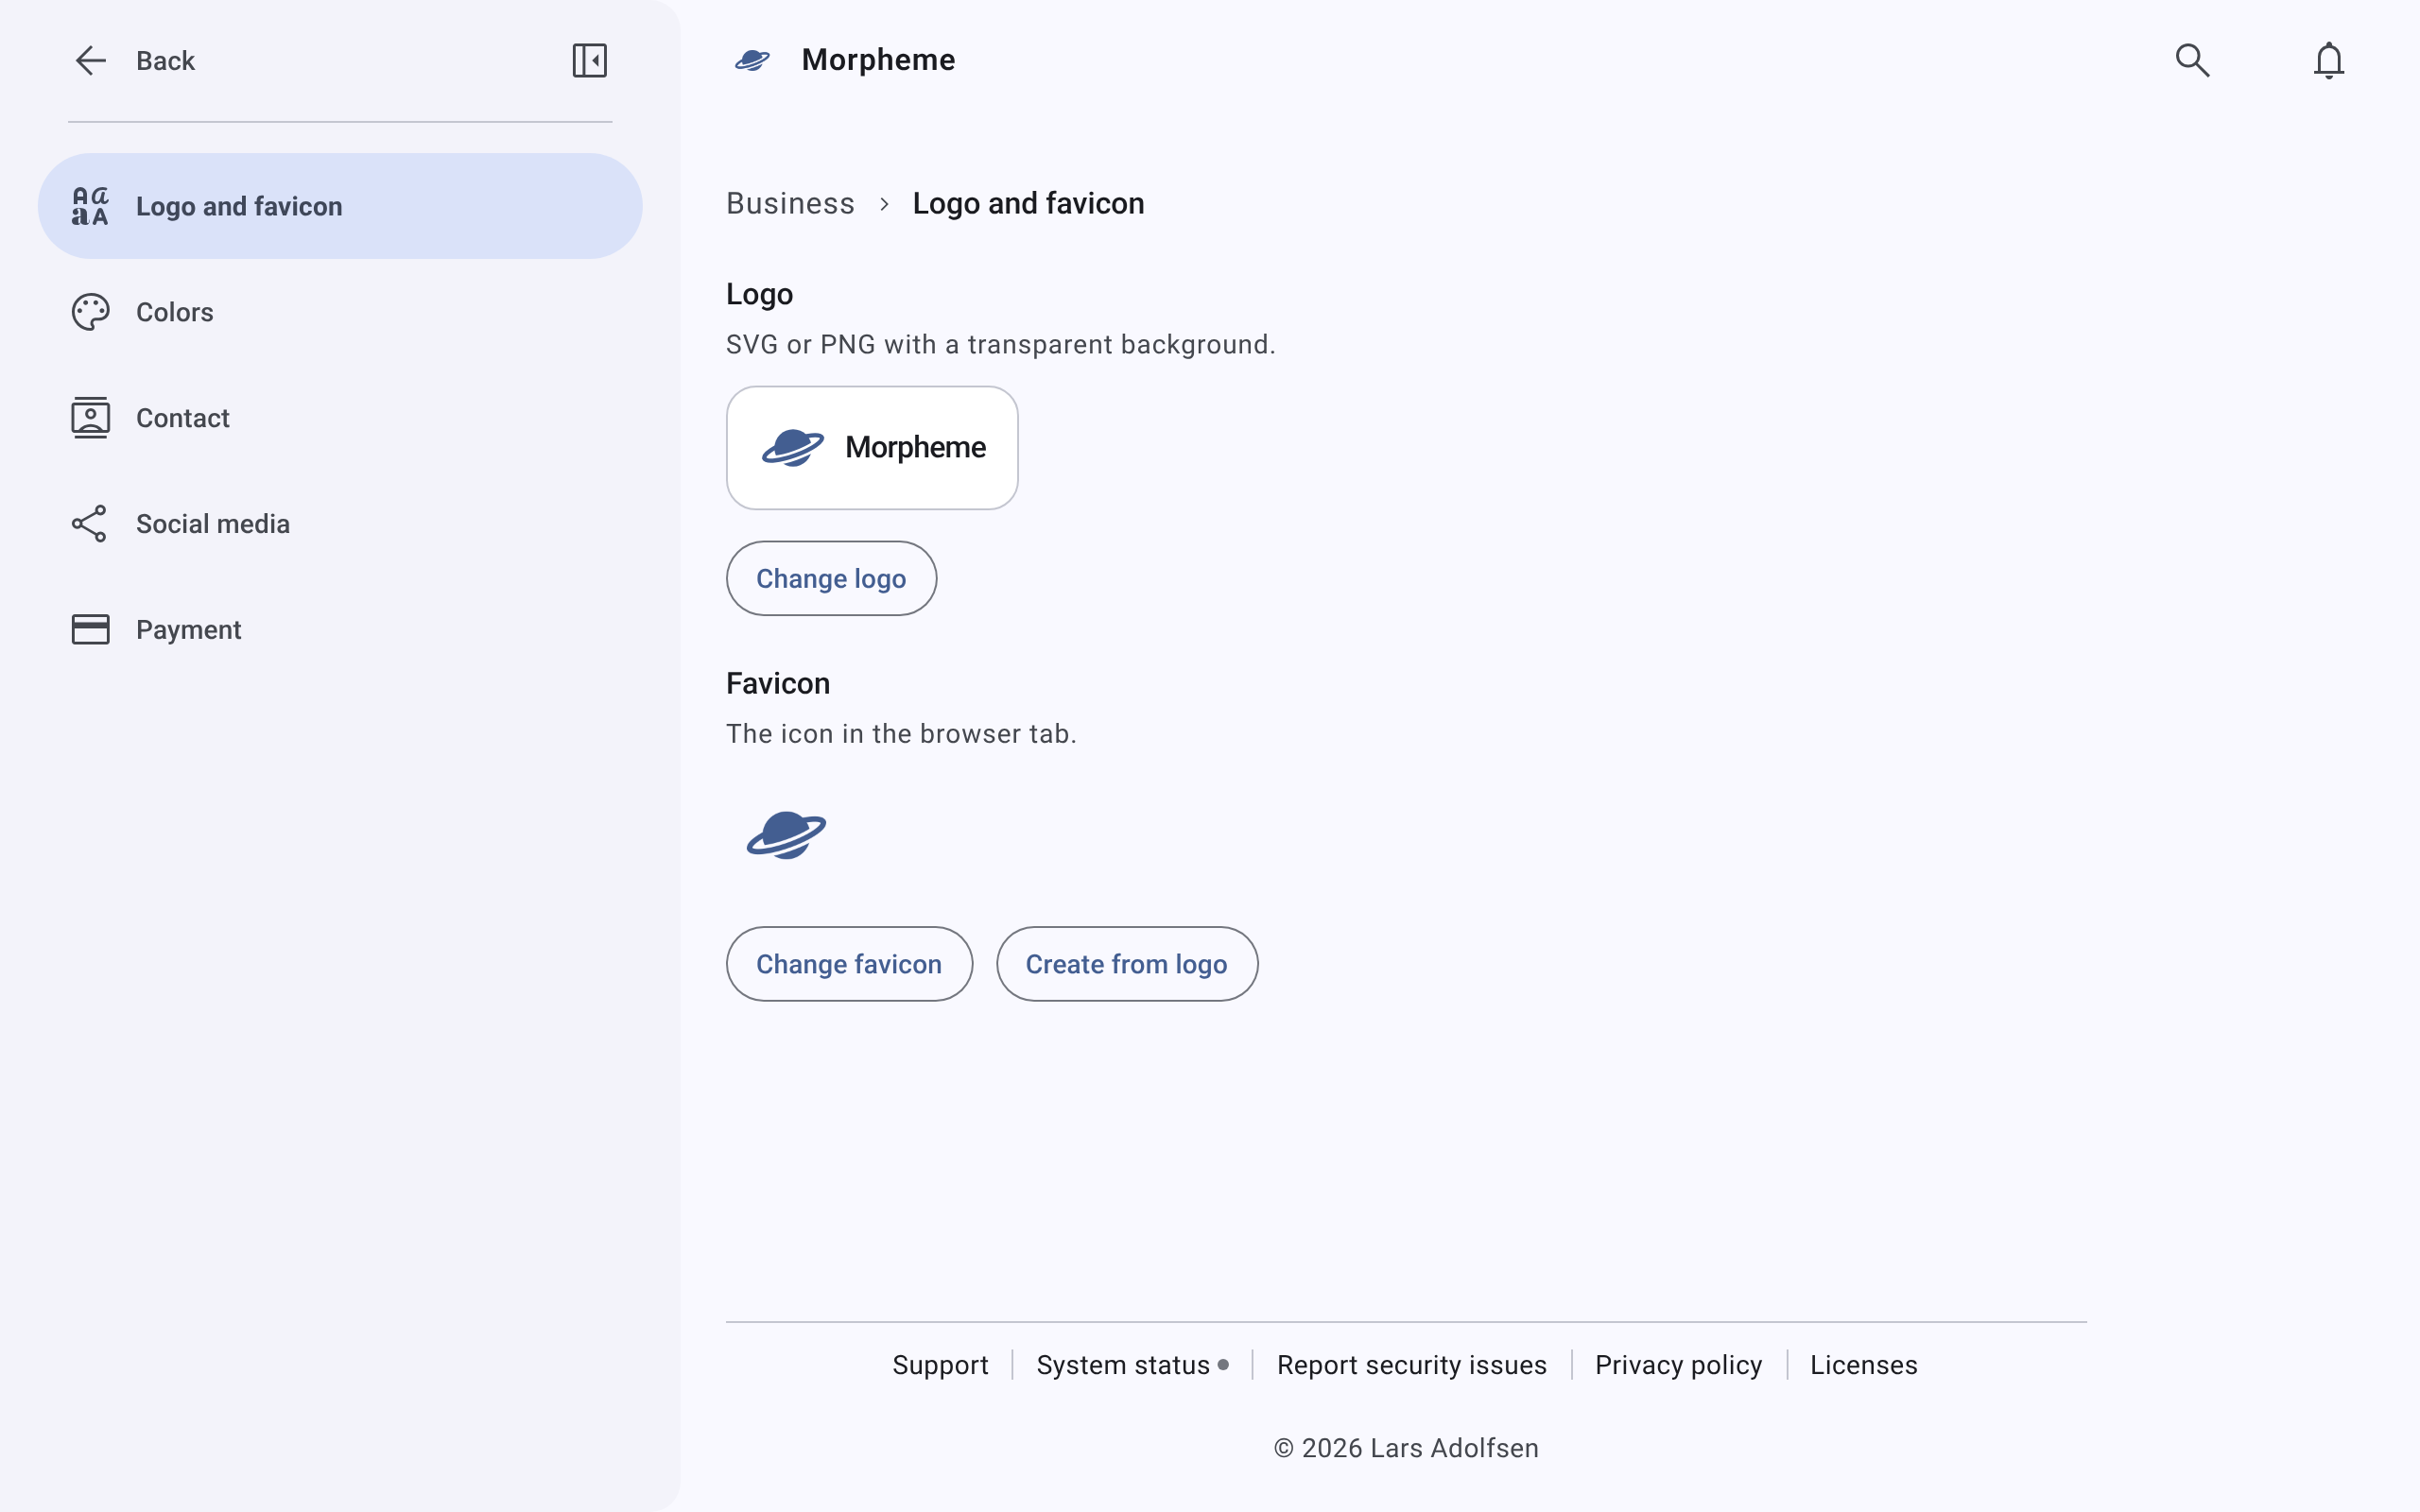 Back
Morpheme
Logo and favicon
Colors
Contact
Social media
Payment
Business › Logo and favicon
Logo
SVG or PNG with a transparent background.
Morpheme
Change logo
Favicon
The icon in the browser tab.
Change favicon
Create from logo
Support
System status
Report security issues
Privacy policy
Licenses
© 2026 Lars Adolfsen